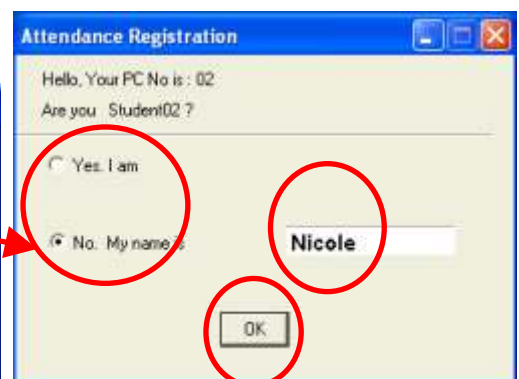 Attendance Registration
Hello, Your PC No is : 02
Are you Student02 ?
Yes. I am
No. My name is Nicole
OK